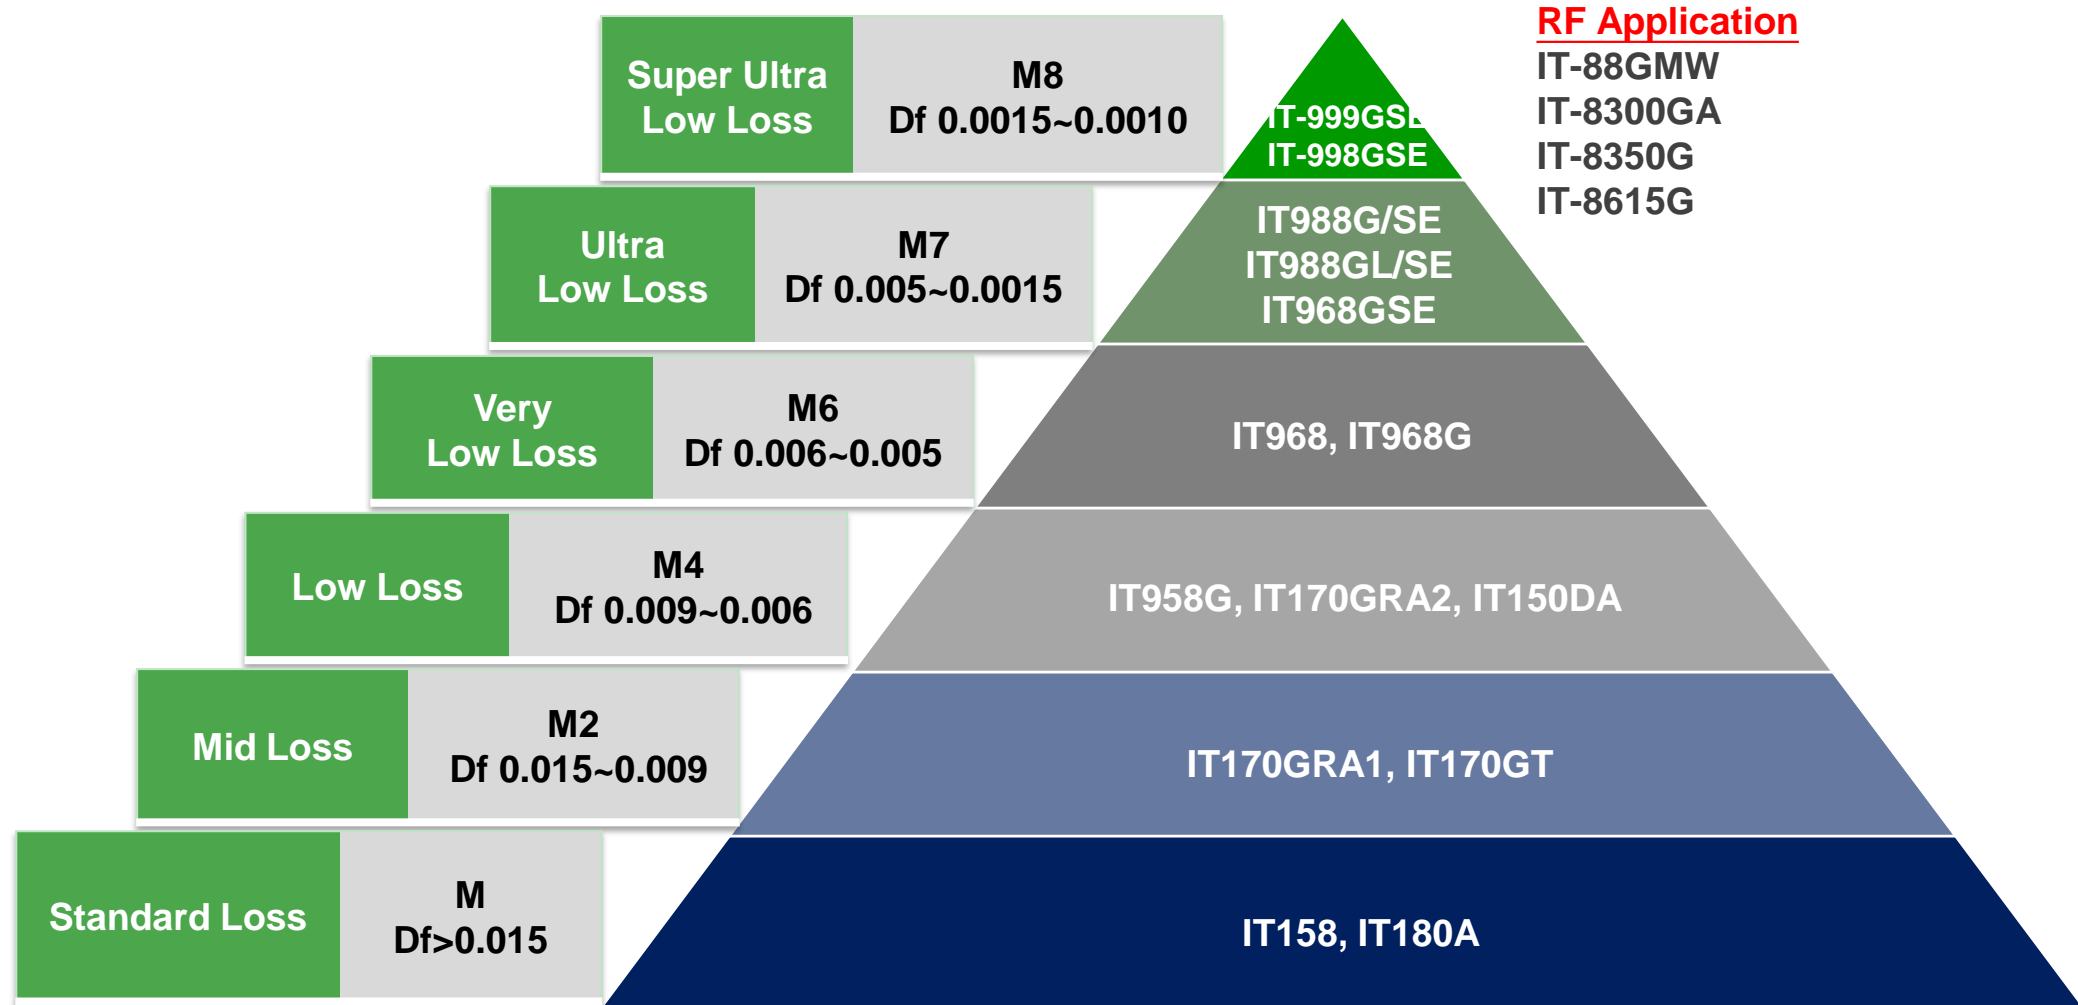 Super Ultra
Low Loss
M8
Df 0.0015~0.0010
IT-999GSE
IT-998GSE
RF Application
IT-88GMW
IT-8300GA
IT-8350G
IT-8615G
Ultra
Low Loss
M7
Df 0.005~0.0015
IT988G/SE
IT988GL/SE
IT968GSE
Very
Low Loss
M6
Df 0.006~0.005
IT968, IT968G
Low Loss
M4
Df 0.009~0.006
IT958G, IT170GRA2, IT150DA
Mid Loss
M2
Df 0.015~0.009
IT170GRA1, IT170GT
Standard Loss
M
Df>0.015
IT158, IT180A